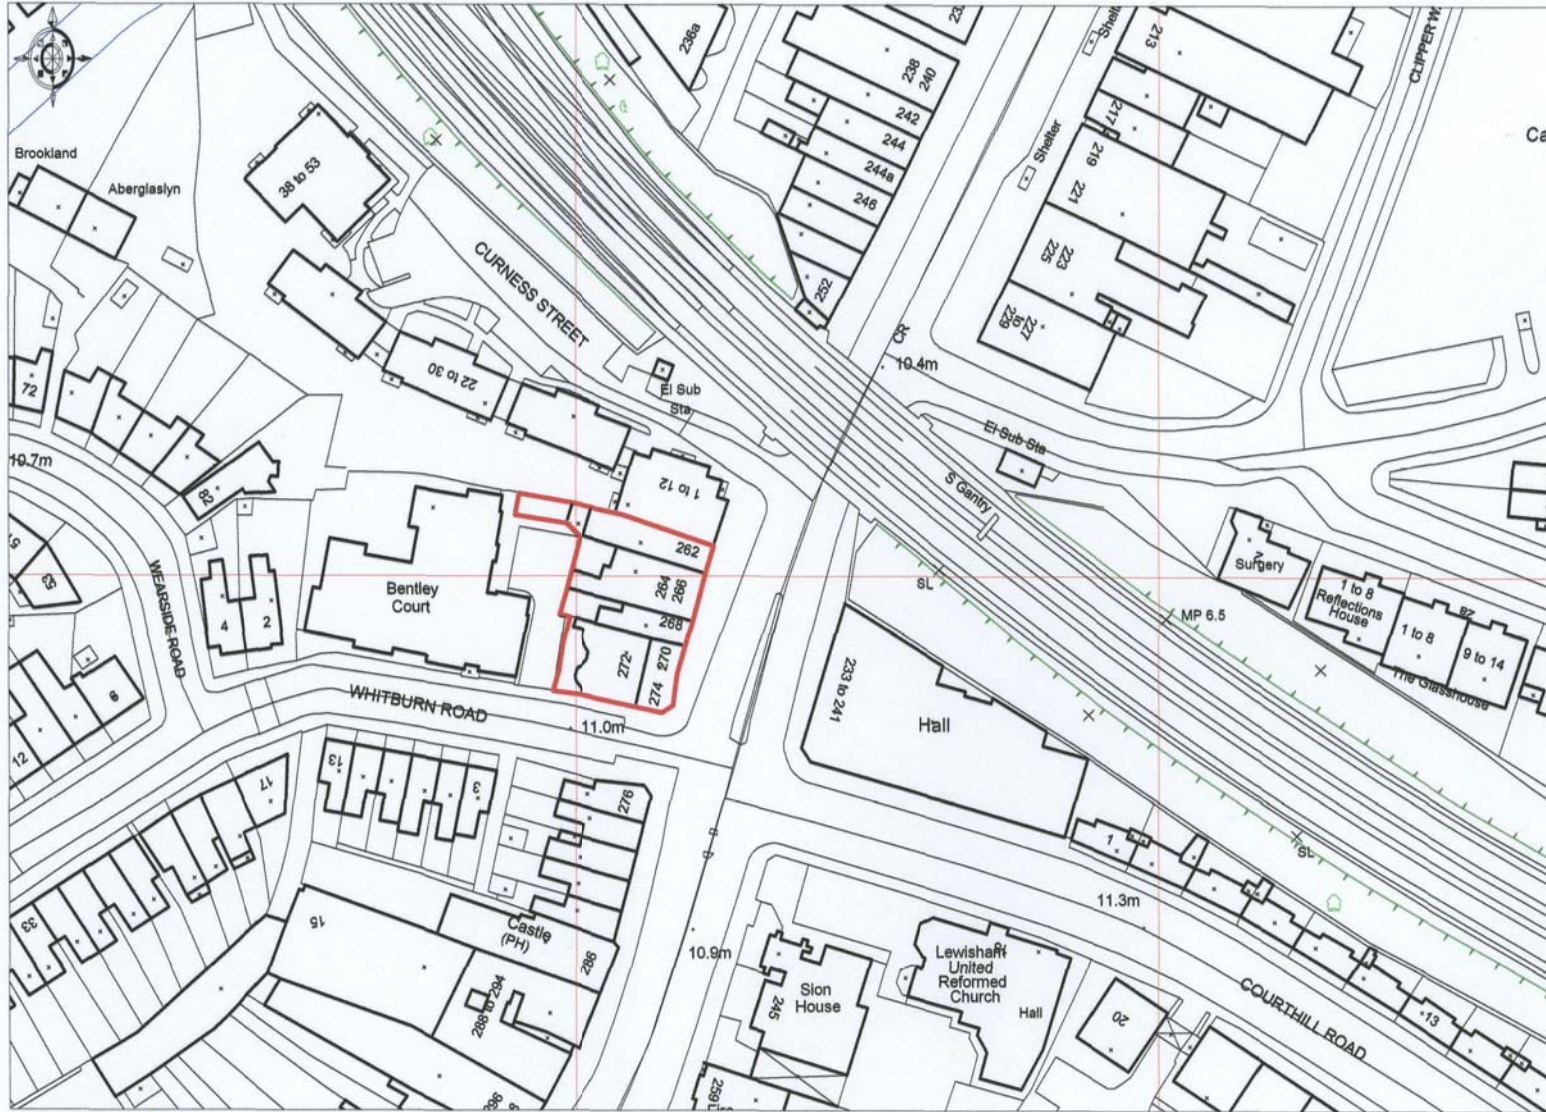 236a
238
240
242
244
244a
246
252
Shelter
213
217
219
221
223
225
227
to
229
Brookland
Aberglaslyn
38 to 53
CURNESS STREET
22 to 30
El Sub
Sta
CR
10.4m
El Sub Sta
S Gantry
72
10.7m
82
1 to 12
262
264
266
268
270
272
274
SL
MP 6.5
Surgery
1 to 8
Reflections
House
1 to 8
9 to 14
28
The Glasshouse
WEARSIDE ROAD
Bentley
Court
4
2
53
6
12
WHITBURN ROAD
11.0m
233 to 241
Hall
13
3
17
276
1
SL
33
15
Castle
(PH)
286
288 to 294
10.9m
11.3m
Sion
House
245
Lewisham
United
Reformed
Church
Hall
20
COURTHILL ROAD
13
296